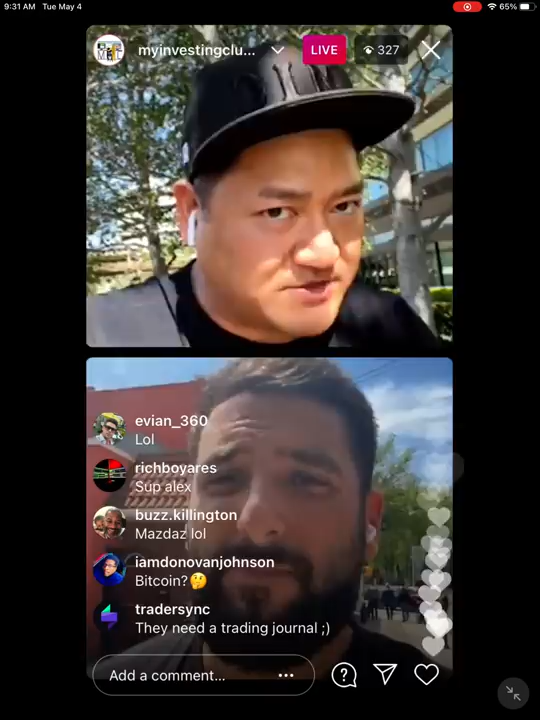 9:31 AM Tue May 4
65%
myinvestingclu...
LIVE
327
evian_360
Lol
richboyares
Sup alex
buzz.killington
Mazdaz lol
iamdonovanjohnson
Bitcoin?🤔
tradersync
They need a trading journal ;)
Add a comment...